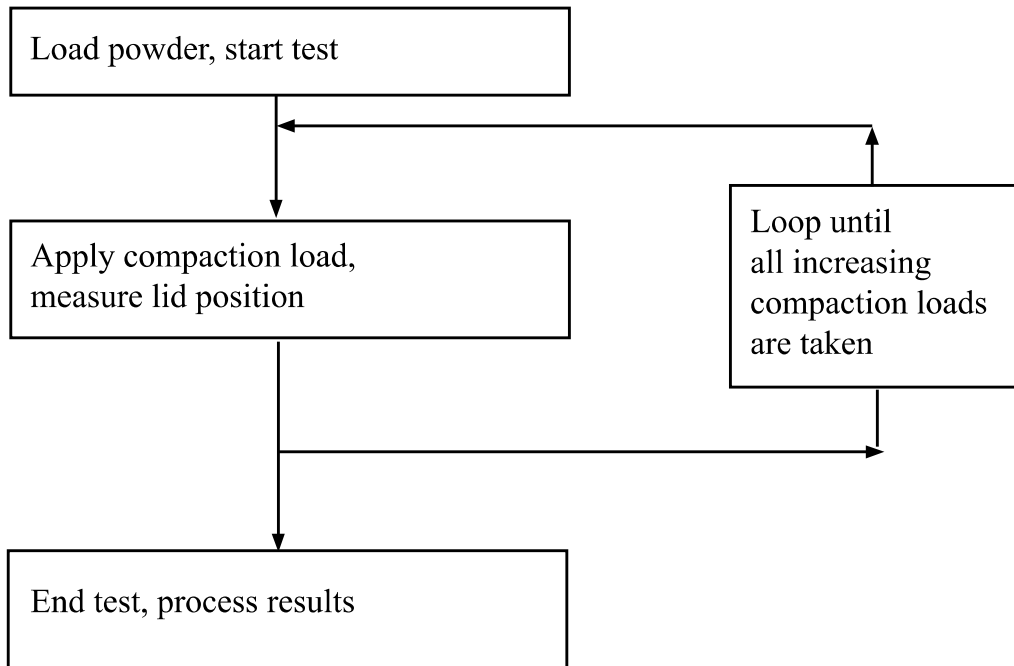 Load powder, start test
Apply compaction load,
measure lid position
Loop until
all increasing
compaction loads
are taken
End test, process results